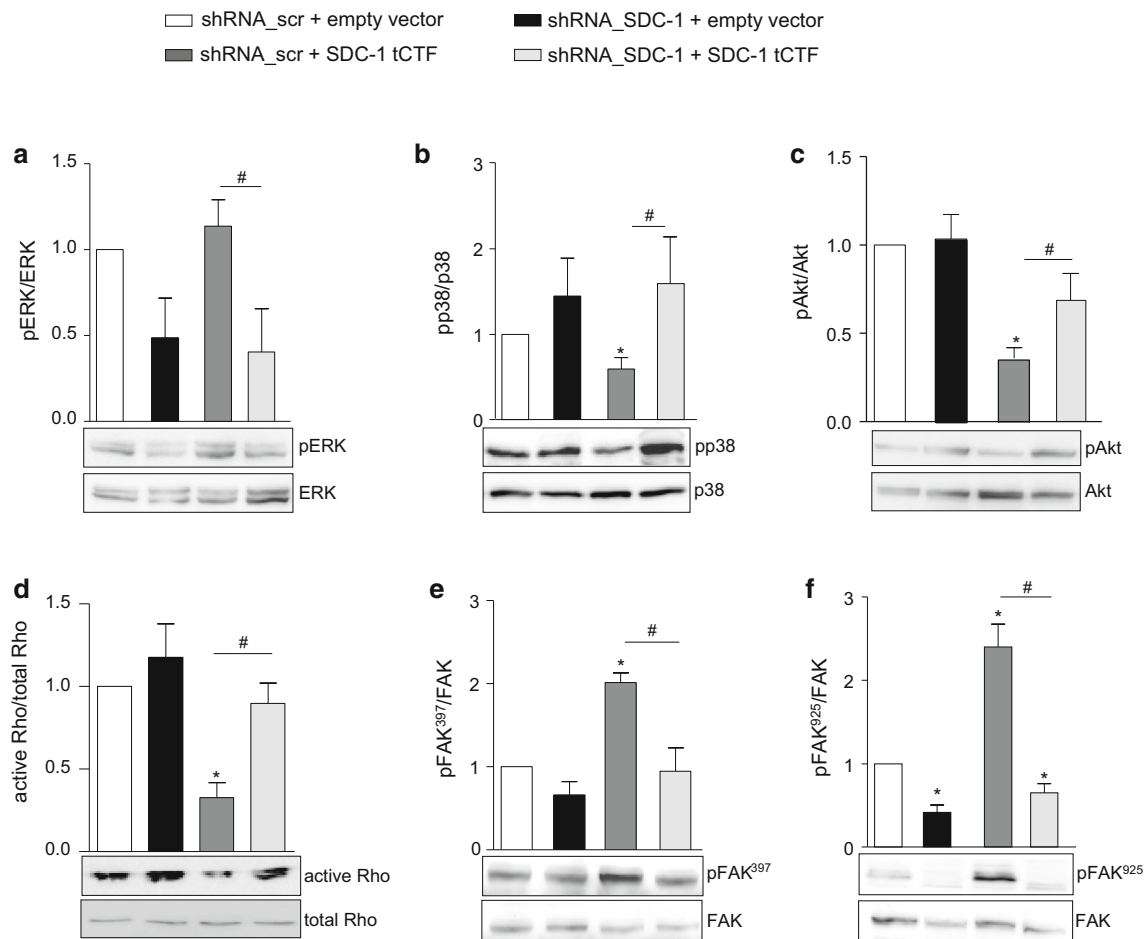 shRNA_scr + empty vector
shRNA_SDC-1 + empty vector
shRNA_scr + SDC-1 tCTF
shRNA_SDC-1 + SDC-1 tCTF
a
1.5
1.0
0.5
0.0
pERK/ERK
#
pERK
ERK
b
3
2
1
0
pp38/p38
#
*
pp38
p38
c
1.5
1.0
0.5
0.0
pAkt/Akt
#
*
pAkt
Akt
d
1.5
1.0
0.5
0.0
active Rho/total Rho
#
*
active Rho
total Rho
e
3
2
1
0
pFAK³⁹⁷/FAK
#
*
pFAK³⁹⁷
FAK
f
3
2
1
0
pFAK⁹²⁵/FAK
#
*
*
*
pFAK⁹²⁵
FAK